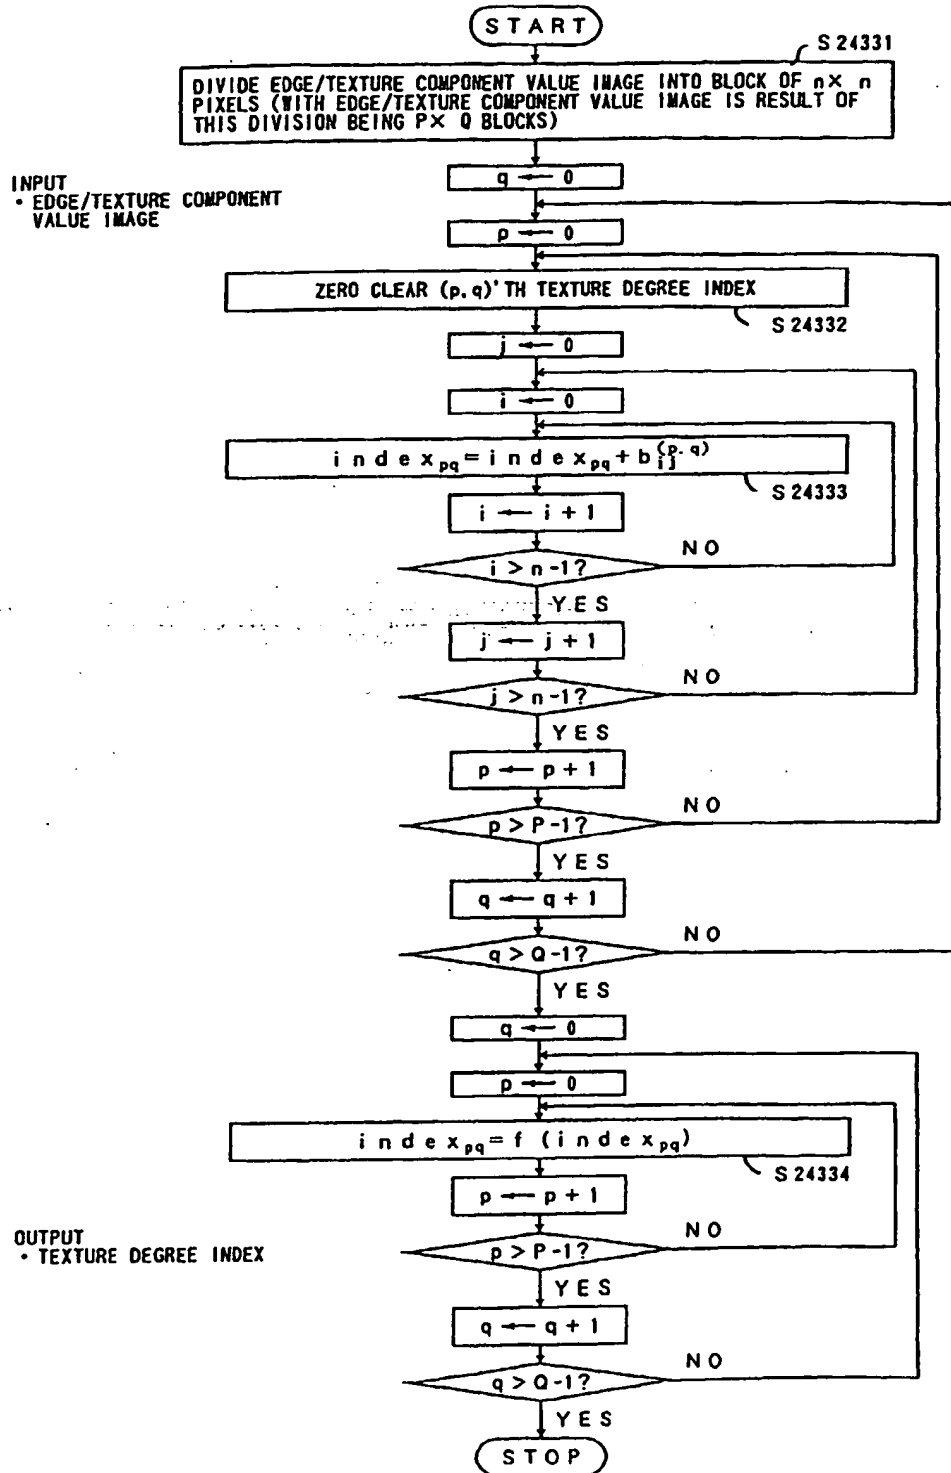 START
S 24331
DIVIDE EDGE/TEXTURE COMPONENT VALUE IMAGE INTO BLOCK OF n× n
PIXELS (WITH EDGE/TEXTURE COMPONENT VALUE IMAGE IS RESULT OF
THIS DIVISION BEING P× Q BLOCKS)
q ← 0
INPUT
• EDGE/TEXTURE COMPONENT
VALUE IMAGE
p ← 0
ZERO CLEAR (p, q)'TH TEXTURE DEGREE INDEX
S 24332
j ← 0
i ← 0
index_pq = index_pq + b_ij^(p, q)
S 24333
i ← i + 1
i > n -1?
NO
YES
j ← j + 1
j > n -1?
NO
YES
p ← p + 1
p > P -1?
NO
YES
q ← q + 1
q > Q -1?
NO
YES
q ← 0
p ← 0
index_pq = f (index_pq)
S 24334
p ← p + 1
OUTPUT
• TEXTURE DEGREE INDEX
p > P -1?
NO
YES
q ← q + 1
q > Q -1?
NO
YES
STOP